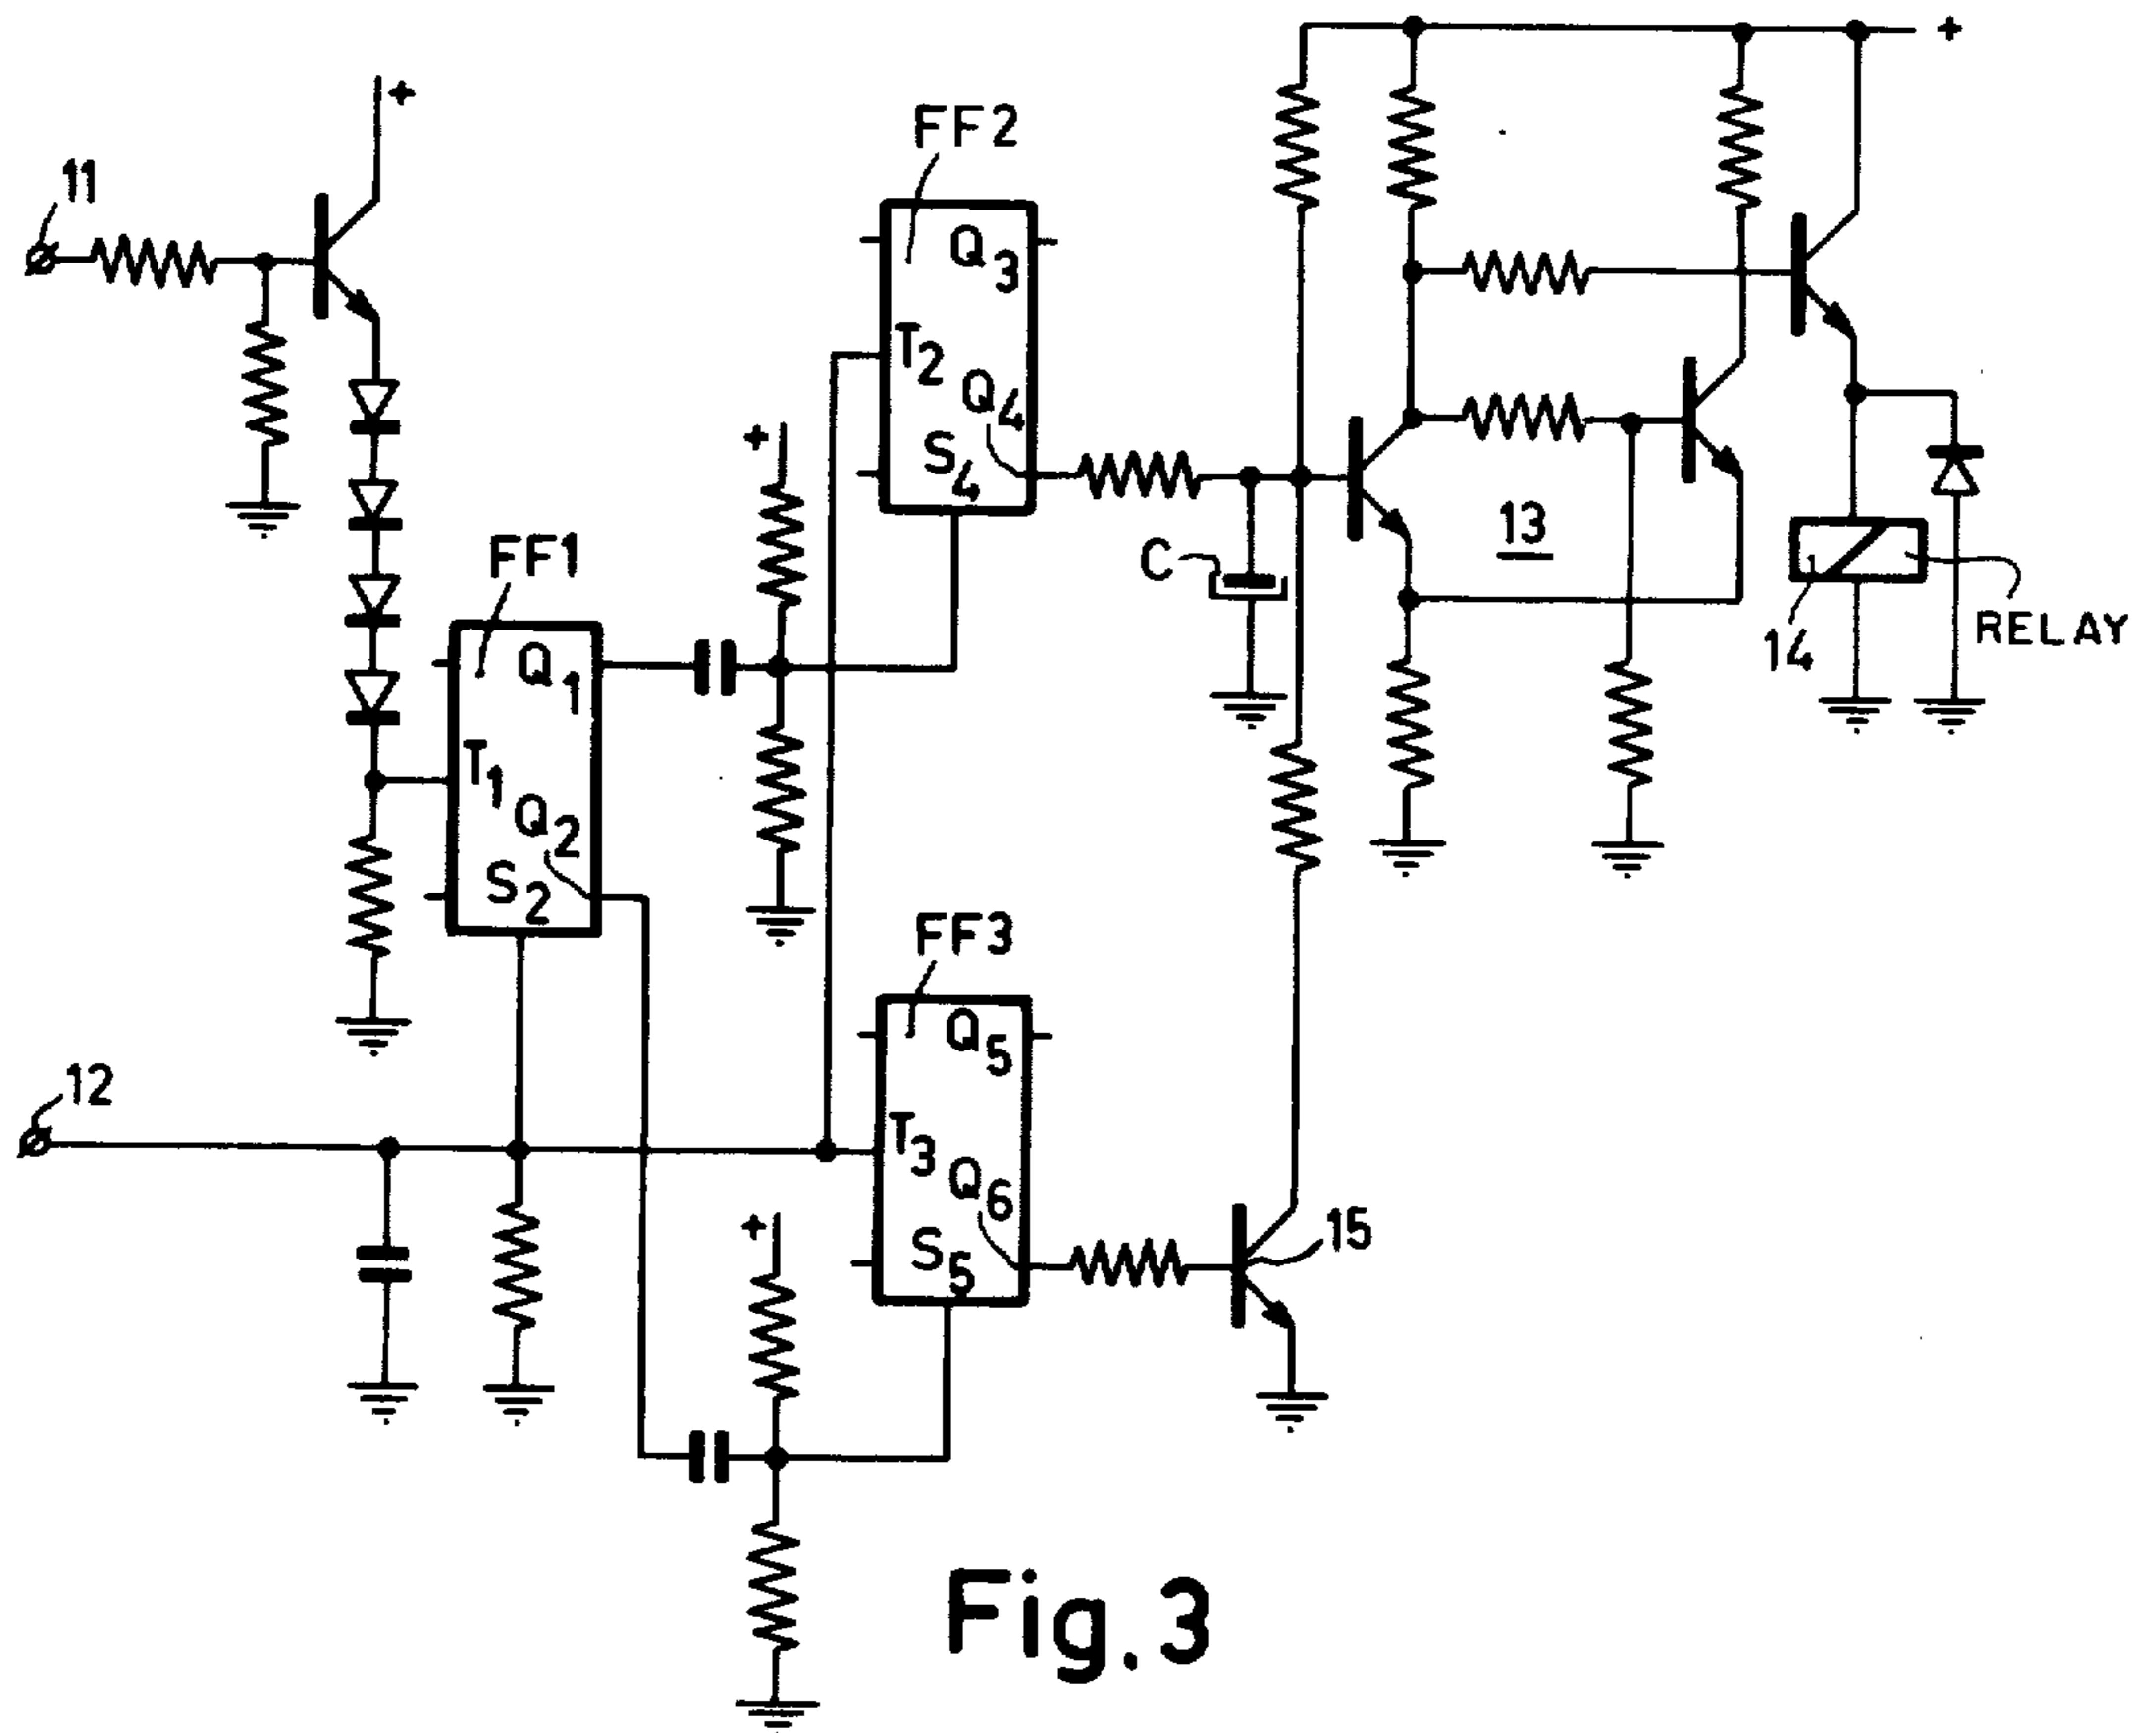 +
+
11
FF2
Q3
T2
Q4
S4
+
FF1
13
C
14
RELAY
Q1
T1
Q2
S2
FF3
Q5
12
T3
Q6
S5
+
15
Fig.3